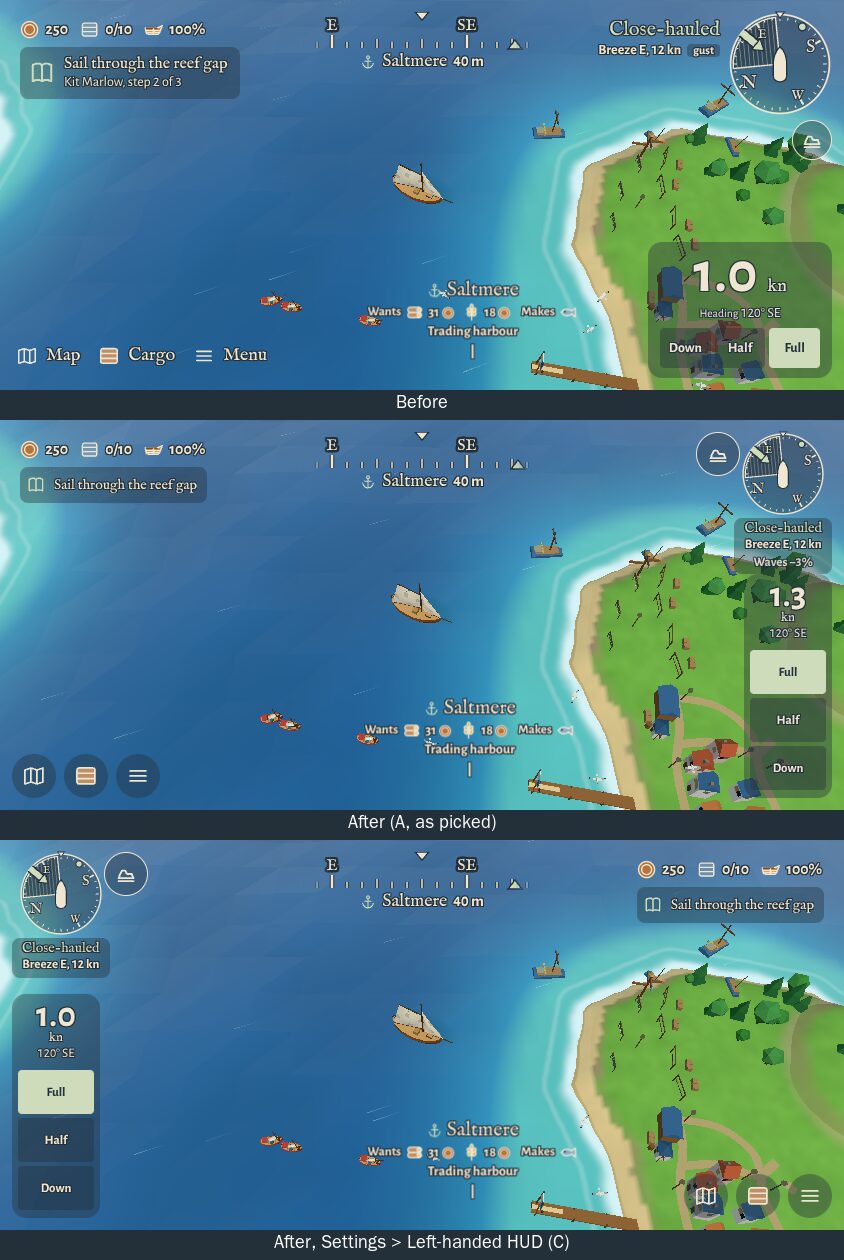 250 0/10 100%
E SE
Saltmere 40 m
Close-hauled
Breeze E, 12 kn gust
E S N W
Sail through the reef gap
Kit Marlow, step 2 of 3
Saltmere
Wants 31 18 Makes
Trading harbour
1.0 kn
Heading 120° SE
Down Half Full
Map Cargo Menu
Before
250 0/10 100%
E SE
Saltmere 40 m
E S N W
Sail through the reef gap
Close-hauled
Breeze E, 12 kn
Waves –3%
1.3
kn
120° SE
Full
Half
Down
Saltmere
Wants 31 18 Makes
Trading harbour
After (A, as picked)
E S N W
E SE
Saltmere 40 m
250 0/10 100%
Sail through the reef gap
Close-hauled
Breeze E, 12 kn
1.0
kn
120° SE
Full
Half
Down
Saltmere
Wants 31 18 Makes
Trading harbour
After, Settings > Left-handed HUD (C)